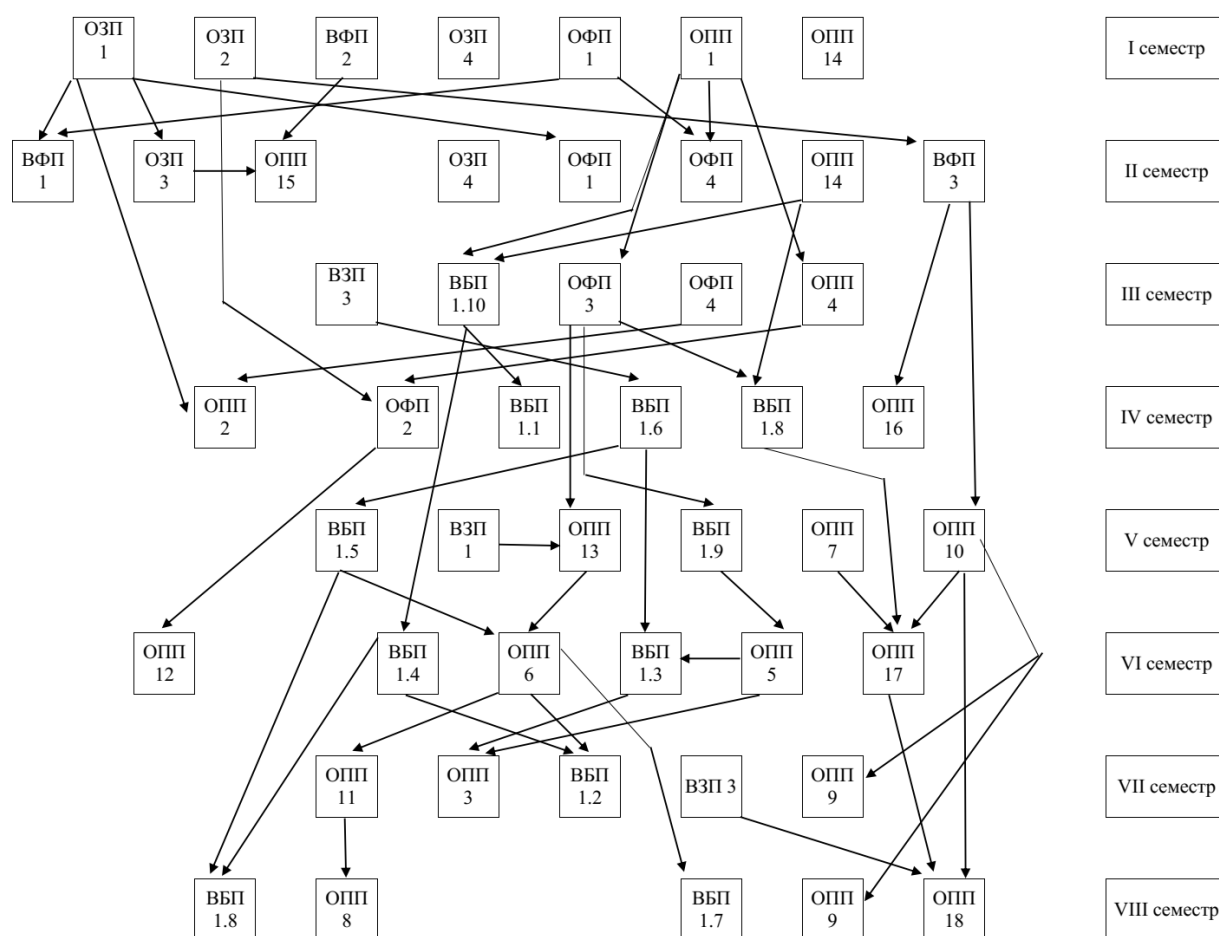 ОЗП
1
ОЗП
2
ВФП
2
ОЗП
4
ОФП
1
ОПП
1
ОПП
14
I семестр
ВФП
1
ОЗП
3
ОПП
15
ОЗП
4
ОФП
1
ОФП
4
ОПП
14
ВФП
3
II семестр
ВЗП
3
ВБП
1.10
ОФП
3
ОФП
4
ОПП
4
III семестр
ОПП
2
ОФП
2
ВБП
1.1
ВБП
1.6
ВБП
1.8
ОПП
16
IV семестр
ВБП
1.5
ВЗП
1
ОПП
13
ВБП
1.9
ОПП
7
ОПП
10
V семестр
ОПП
12
ВБП
1.4
ОПП
6
ВБП
1.3
ОПП
5
ОПП
17
VI семестр
ОПП
11
ОПП
3
ВБП
1.2
ВЗП 3
ОПП
9
VII семестр
ВБП
1.8
ОПП
8
ВБП
1.7
ОПП
9
ОПП
18
VIII семестр